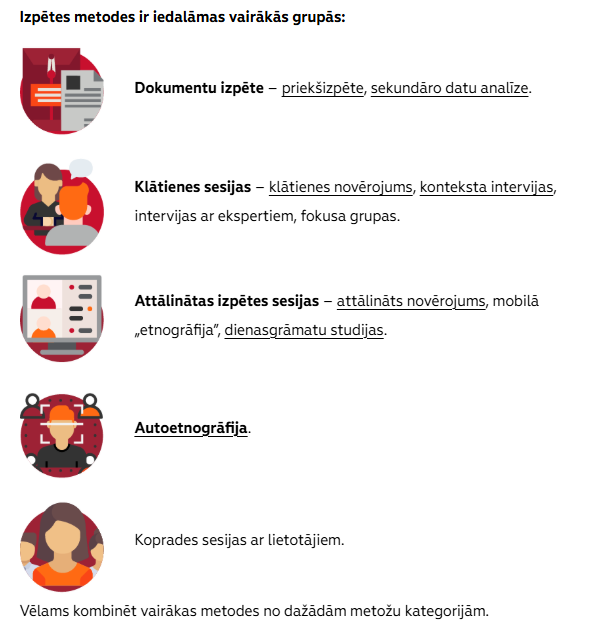 Izpētes metodes ir iedalāmas vairākās grupās:
Dokumentu izpēte – priekšizpēte, sekundāro datu analīze.
Klātienes sesijas – klātienes novērojums, konteksta intervijas,
intervijas ar ekspertiem, fokusa grupas.
Attālinātas izpētes sesijas – attālināts novērojums, mobilā
„etnogrāfija”, dienasgrāmatu studijas.
Autoetnogrāfija.
Koprades sesijas ar lietotājiem.
Vēlams kombinēt vairākas metodes no dažādām metožu kategorijām.